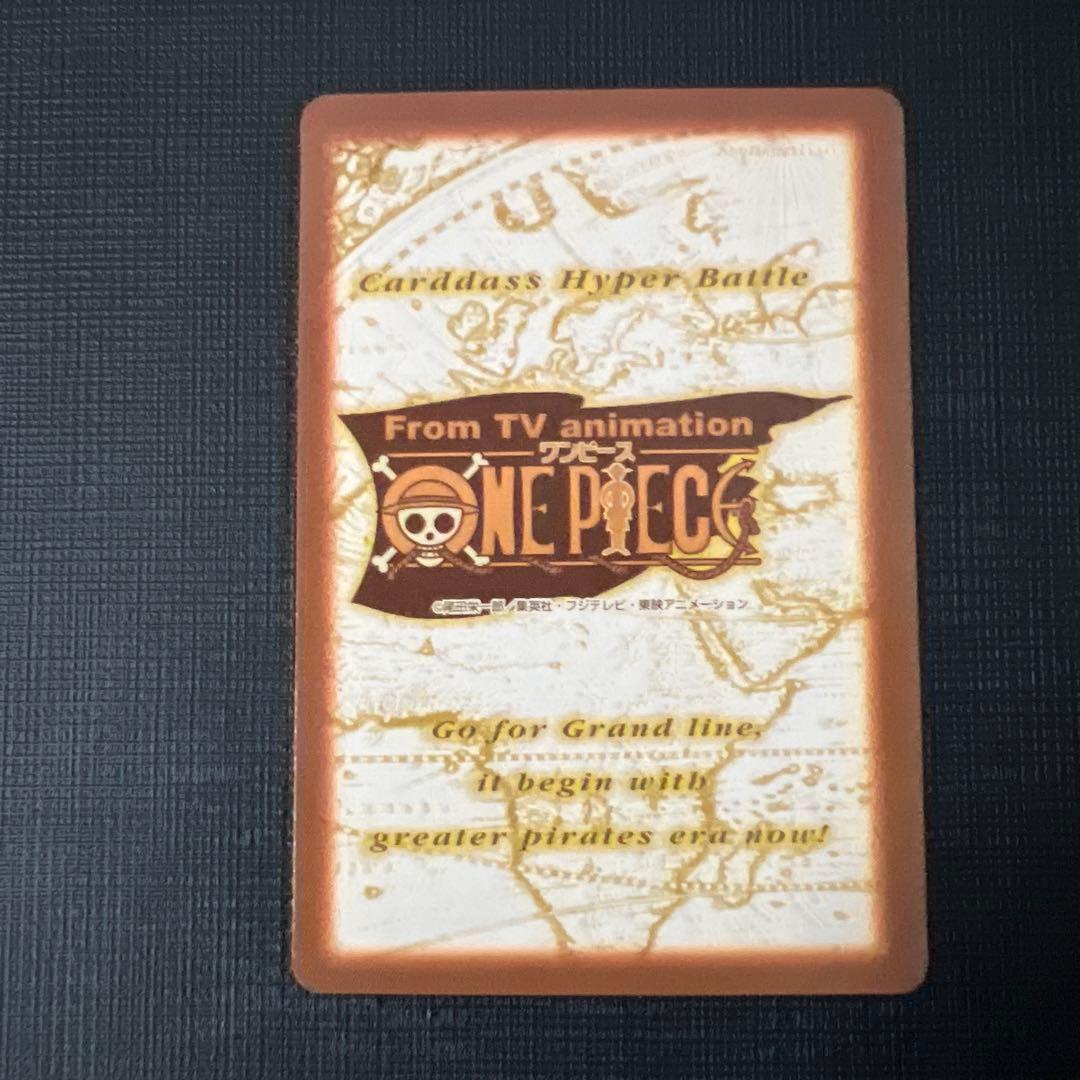 Carddass Hyper Battle
From TV animation
ワンピース
ONE PIECE
©尾田栄一郎/集英社・フジテレビ・東映アニメーション
Go for Grand line,
it begin with
greater pirates era now!